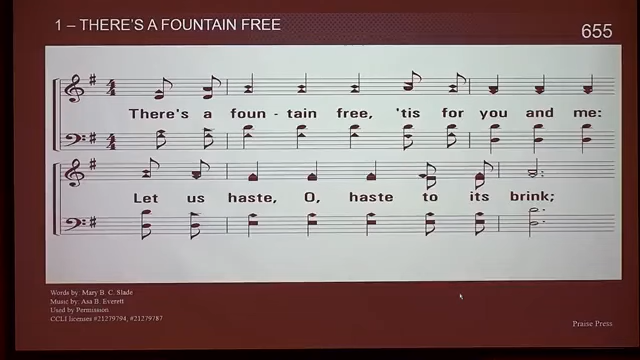 1 – THERE'S A FOUNTAIN FREE
655
There's a foun - tain free, 'tis for you and me:
Let us haste, O, haste to its brink;
Words by: Mary B. C. Slade
Music by: Asa B. Everett
Used by Permission
CCLI licenses #21279794, #21279787
Praise Press